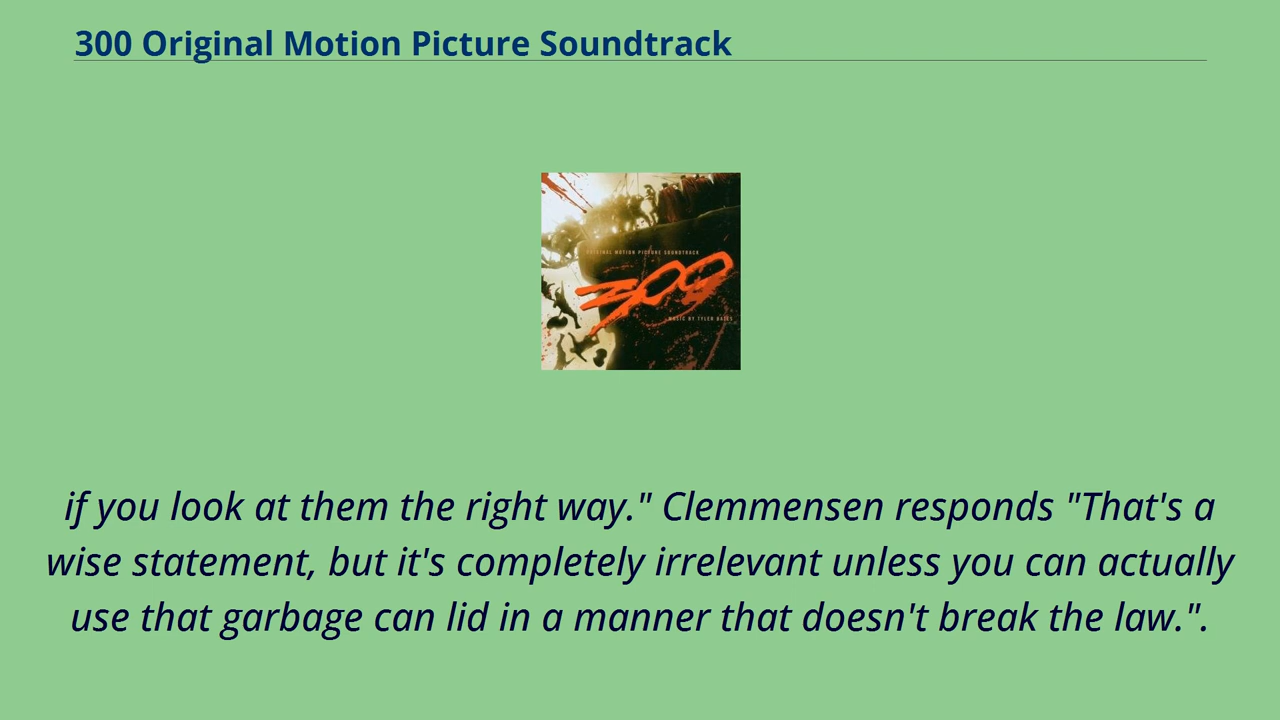 300 Original Motion Picture Soundtrack
ORIGINAL MOTION PICTURE SOUNDTRACK
300
MUSIC BY TYLER BATES
if you look at them the right way." Clemmensen responds "That's a
wise statement, but it's completely irrelevant unless you can actually
use that garbage can lid in a manner that doesn't break the law.".